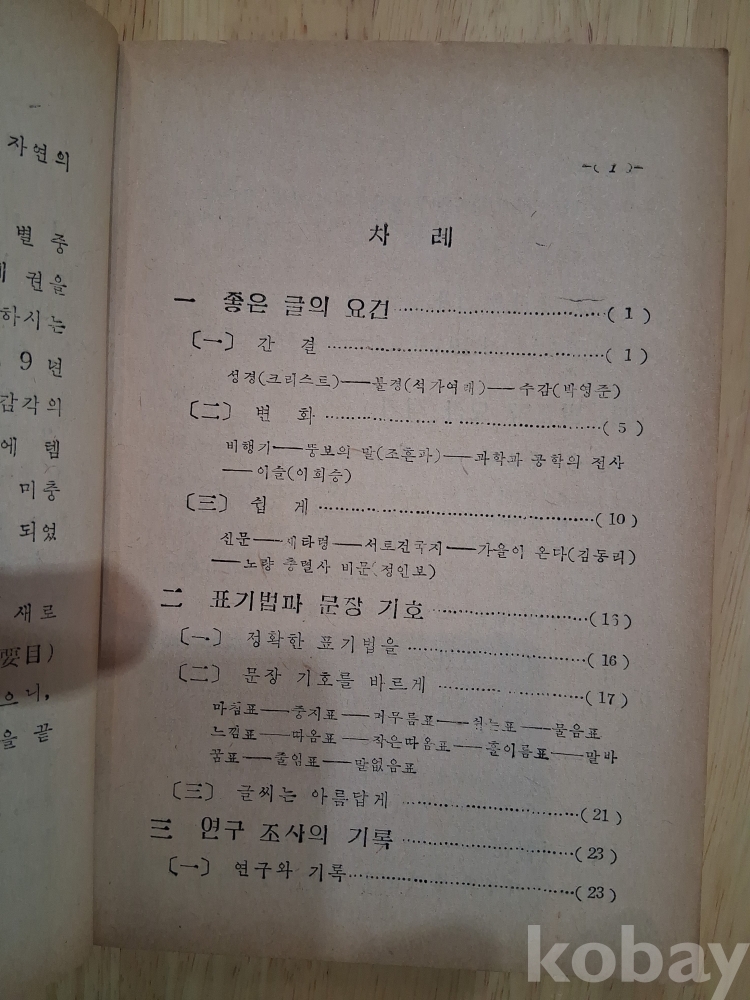 자연의
별 중
권을
하시는
9 년
감각의
에 템
미충
되었
새로
要目)
으니,
을 끝
-( 1 )-
차 례
一 좋은 글의 요건 ……………………………( 1 )
〔一〕 간 결 ……………………………( 1 )
성경(크리스트)——불경(석가여래)—— 수감(박영준)
〔二〕 변 화 ……………………………( 5 )
비행기——뚱보의 말(조흔파)——과학과 공학의 전사
——이슬(이희승)
〔三〕 쉽 게 ……………………………(10)
신문——새타령——서로건국지——가을이 온다(김동리)
——노량 충렬사 비문(정인보)
二 표기법과 문장 기호 ……………………(16)
〔一〕 정확한 표기법을 ……………………(16)
〔二〕 문장 기호를 바르게 ……………………(17)
마침표——중지표——거무름표——쉬는표——물음표
느낌표——따옴표——작은따옴표——홑이름표——말바
꿈표——줄임표——말없음표
〔三〕 글씨는 아름답게 ……………………(21)
三 연구 조사의 기록 ……………………(23)
〔一〕 연구와 기록……………………(23)
kobay